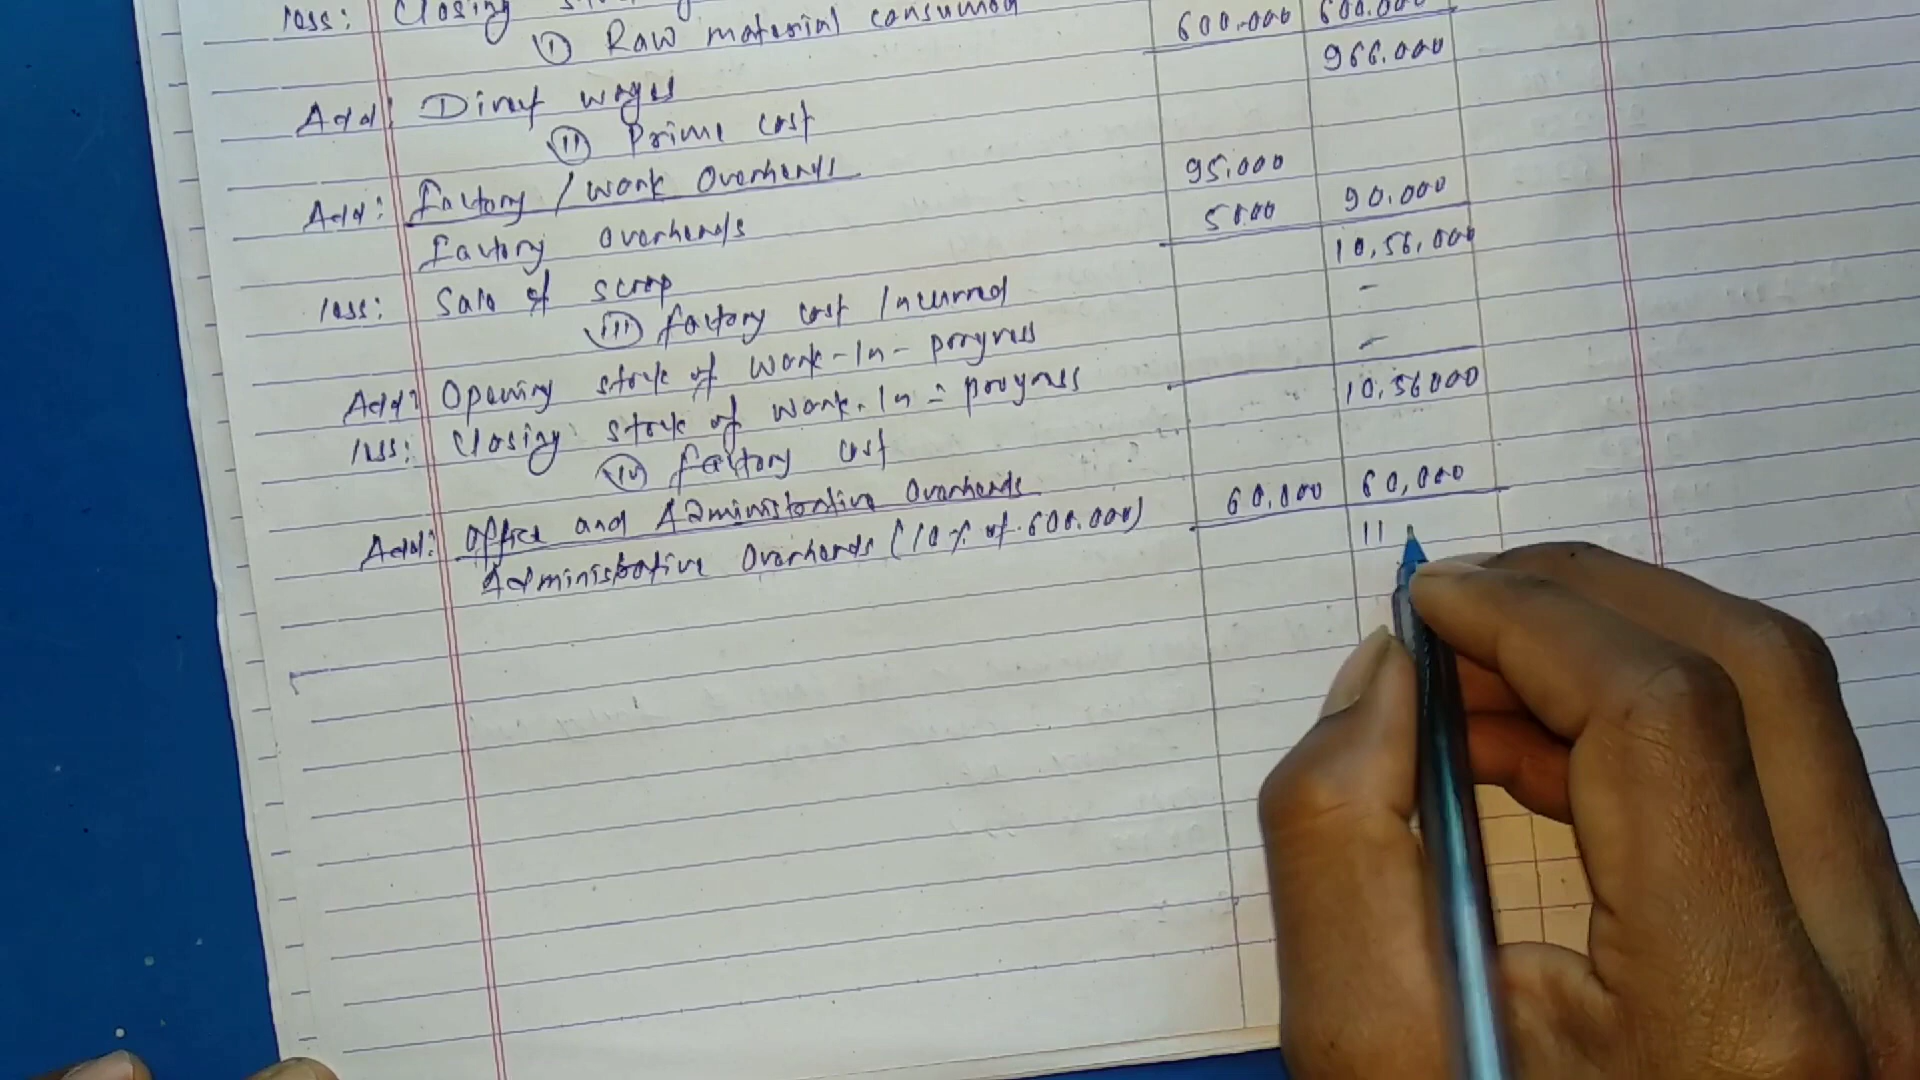 less: Closing
① Raw material consumed 600.000 600.000
966.000
Add: Direct wages
② Prime cost
Add: Factory / Work Overheads
Factory overheads 95.000
less: Sale of scrap 5000 90.000
③ factory cost Incurred 10,56,000
Add: Opening stock of Work-In-progress -
less: Closing stock of Work-In-progress -
④ factory cost 10,56000
Add: Office and Administrative Overheads
Administrative Overheads (10% of 600.000) 60,000 60,000
11